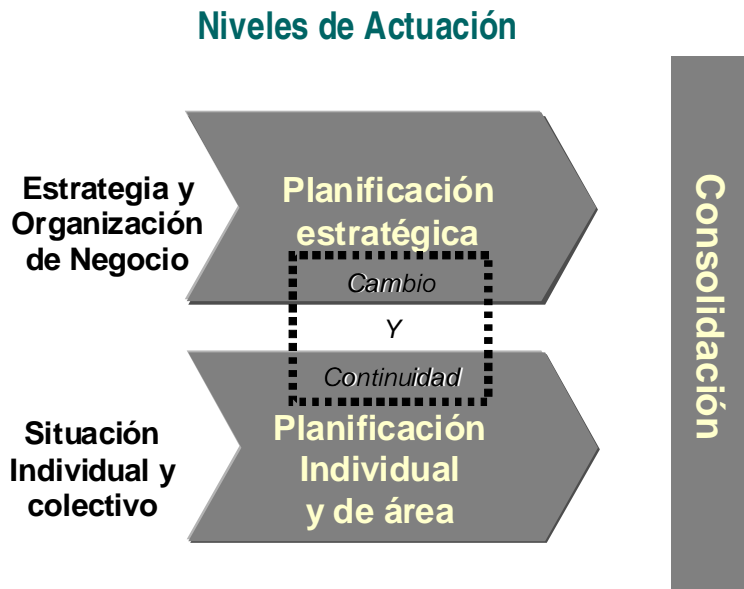 Niveles de Actuación
Estrategia y
Organización
de Negocio
Planificación
estratégica
Cambio
Y
Continuidad
Situación
Individual y
colectivo
Planificación
Individual
y de área
Consolidación